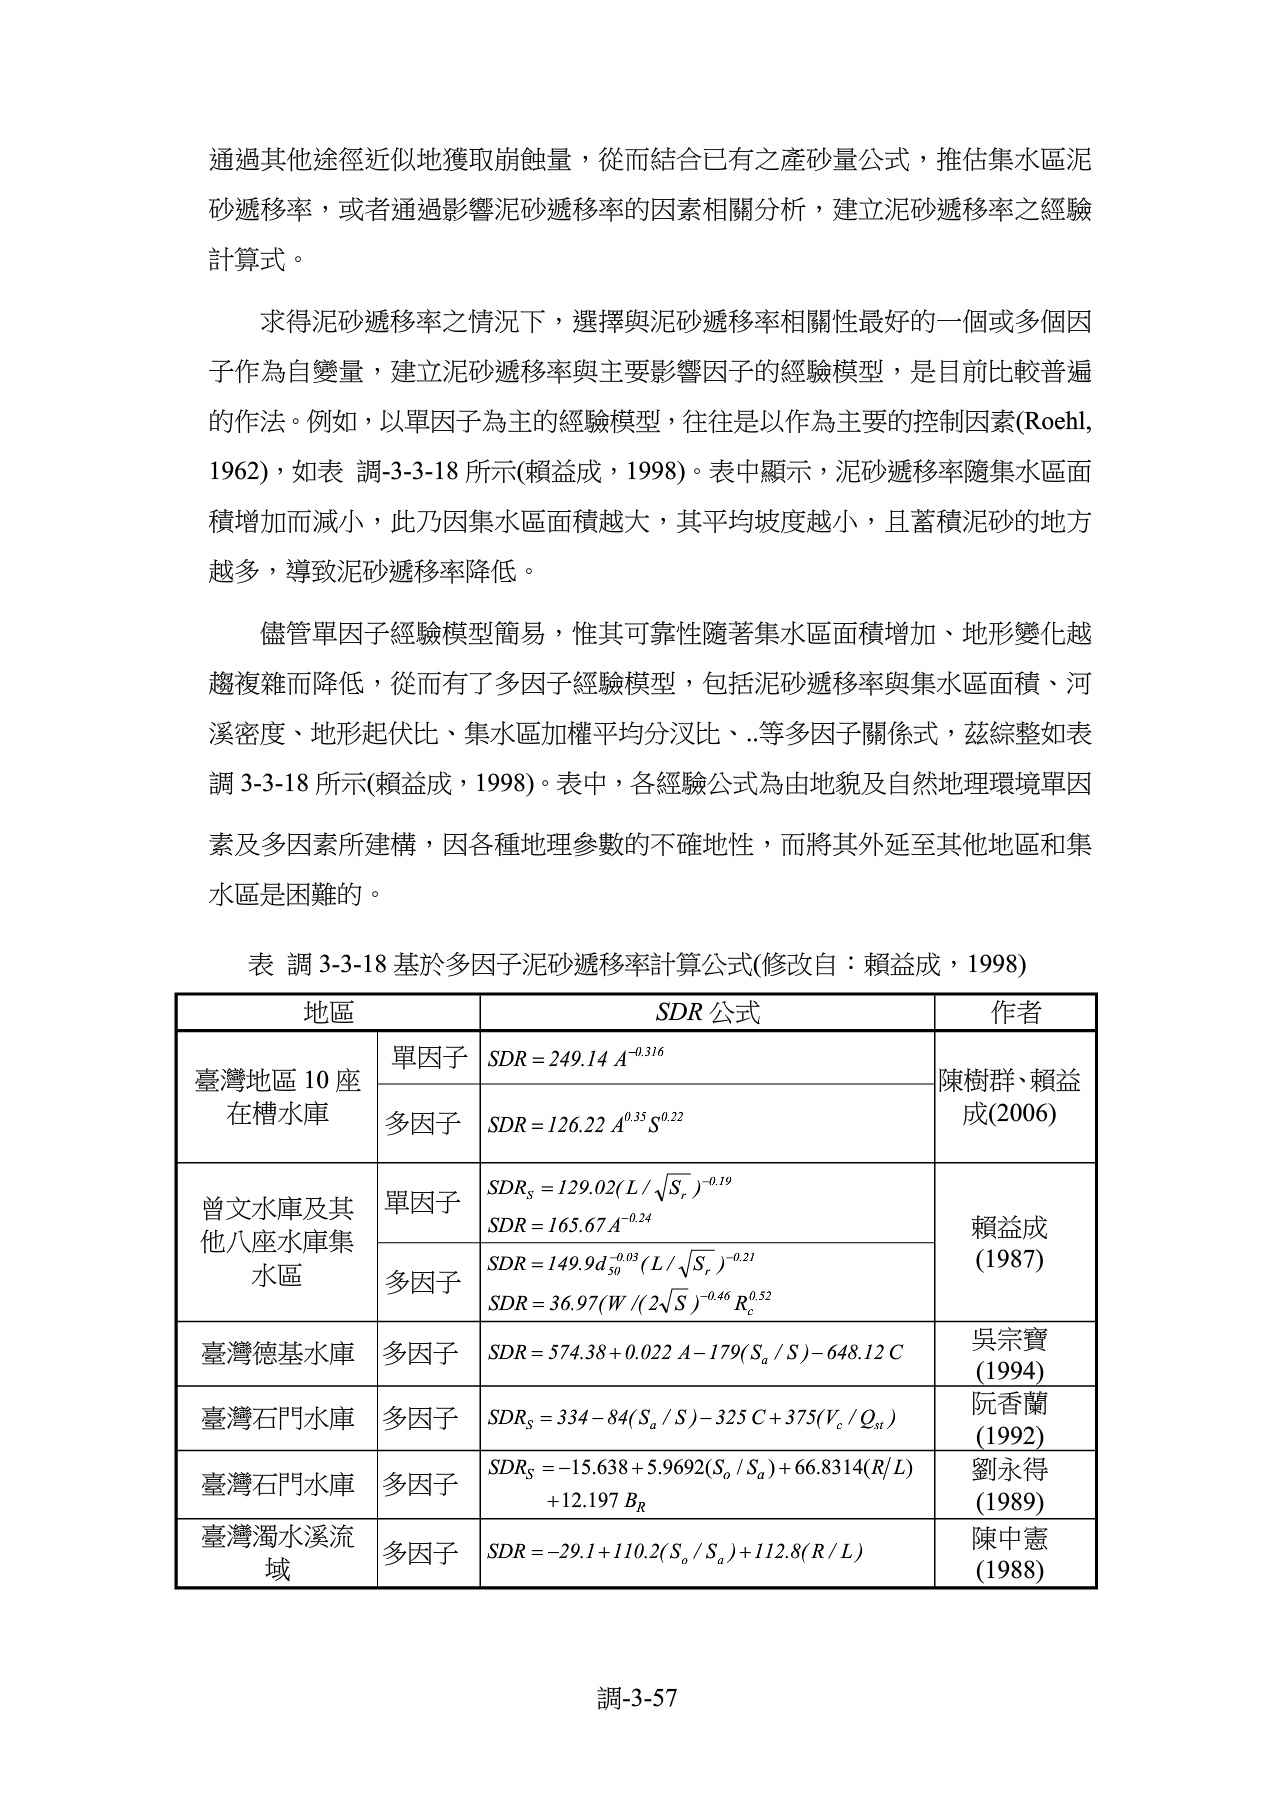 通過其他途徑近似地獲取崩蝕量，從而結合已有之產砂量公式，推估集水區泥
砂遞移率，或者通過影響泥砂遞移率的因素相關分析，建立泥砂遞移率之經驗
計算式。
求得泥砂遞移率之情況下，選擇與泥砂遞移率相關性最好的一個或多個因
子作為自變量，建立泥砂遞移率與主要影響因子的經驗模型，是目前比較普遍
的作法。例如，以單因子為主的經驗模型，往往是以作為主要的控制因素(Roehl,
1962)，如表 調-3-3-18 所示(賴益成，1998)。表中顯示，泥砂遞移率隨集水區面
積增加而減小，此乃因集水區面積越大，其平均坡度越小，且蓄積泥砂的地方
越多，導致泥砂遞移率降低。
儘管單因子經驗模型簡易，惟其可靠性隨著集水區面積增加、地形變化越
趨複雜而降低，從而有了多因子經驗模型，包括泥砂遞移率與集水區面積、河
溪密度、地形起伏比、集水區加權平均分汊比、..等多因子關係式，茲綜整如表
調 3-3-18 所示(賴益成，1998)。表中，各經驗公式為由地貌及自然地理環境單因
素及多因素所建構，因各種地理參數的不確地性，而將其外延至其他地區和集
水區是困難的。
表 調 3-3-18 基於多因子泥砂遞移率計算公式(修改自：賴益成，1998)
地區 SDR 公式 作者
臺灣地區 10 座
在槽水庫
單因子 SDR = 249.14 A^{-0.316}
多因子 SDR = 126.22 A^{0.35} S^{0.22}
陳樹群、賴益
成(2006)
曾文水庫及其
他八座水庫集
水區
單因子 SDR_S = 129.02( L / √S_r )^{-0.19}
SDR = 165.67 A^{-0.24}
多因子 SDR = 149.9 d_{50}^{-0.03} ( L / √S_r )^{-0.21}
SDR = 36.97(W /( 2√S )^{-0.46} R_c^{0.52}
賴益成
(1987)
臺灣德基水庫 多因子 SDR = 574.38 + 0.022 A − 179( S_a / S ) − 648.12 C
吳宗寶
(1994)
臺灣石門水庫 多因子 SDR_S = 334 − 84( S_a / S ) − 325 C + 375( V_c / Q_{st} )
阮香蘭
(1992)
臺灣石門水庫 多因子 SDR_S = −15.638 + 5.9692(S_o / S_a) + 66.8314(R/L)
+12.197 B_R
劉永得
(1989)
臺灣濁水溪流
域
多因子 SDR = −29.1 + 110.2( S_o / S_a ) + 112.8( R / L )
陳中憲
(1988)
調-3-57